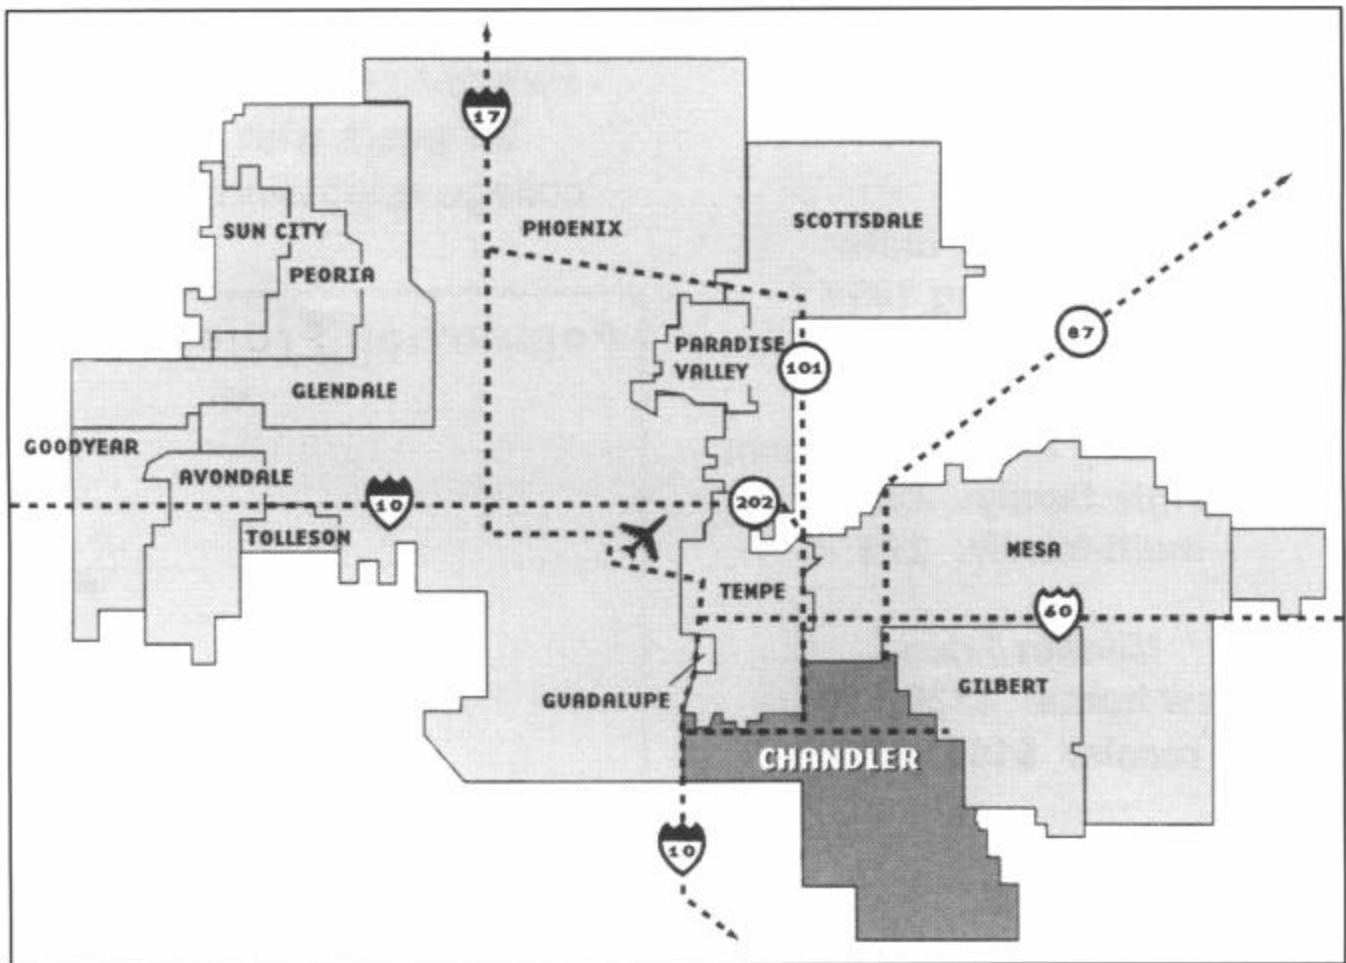 17
PHOENIX
SCOTTSDALE
SUN CITY
PEORIA
87
PARADISE
VALLEY
101
GLENDALE
GOODYEAR
AVONDALE
10
202
TOLLESON
MESA
TEMPE
60
GUADALUPE
GILBERT
CHANDLER
10